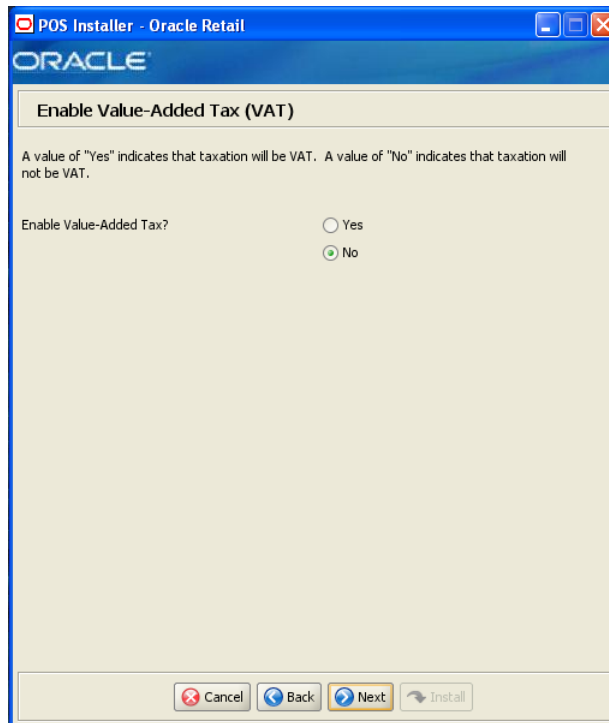 POS Installer - Oracle Retail
ORACLE
Enable Value-Added Tax (VAT)
A value of "Yes" indicates that taxation will be VAT. A value of "No" indicates that taxation will
not be VAT.
Enable Value-Added Tax?
Yes
No
Cancel
Back
Next
Install